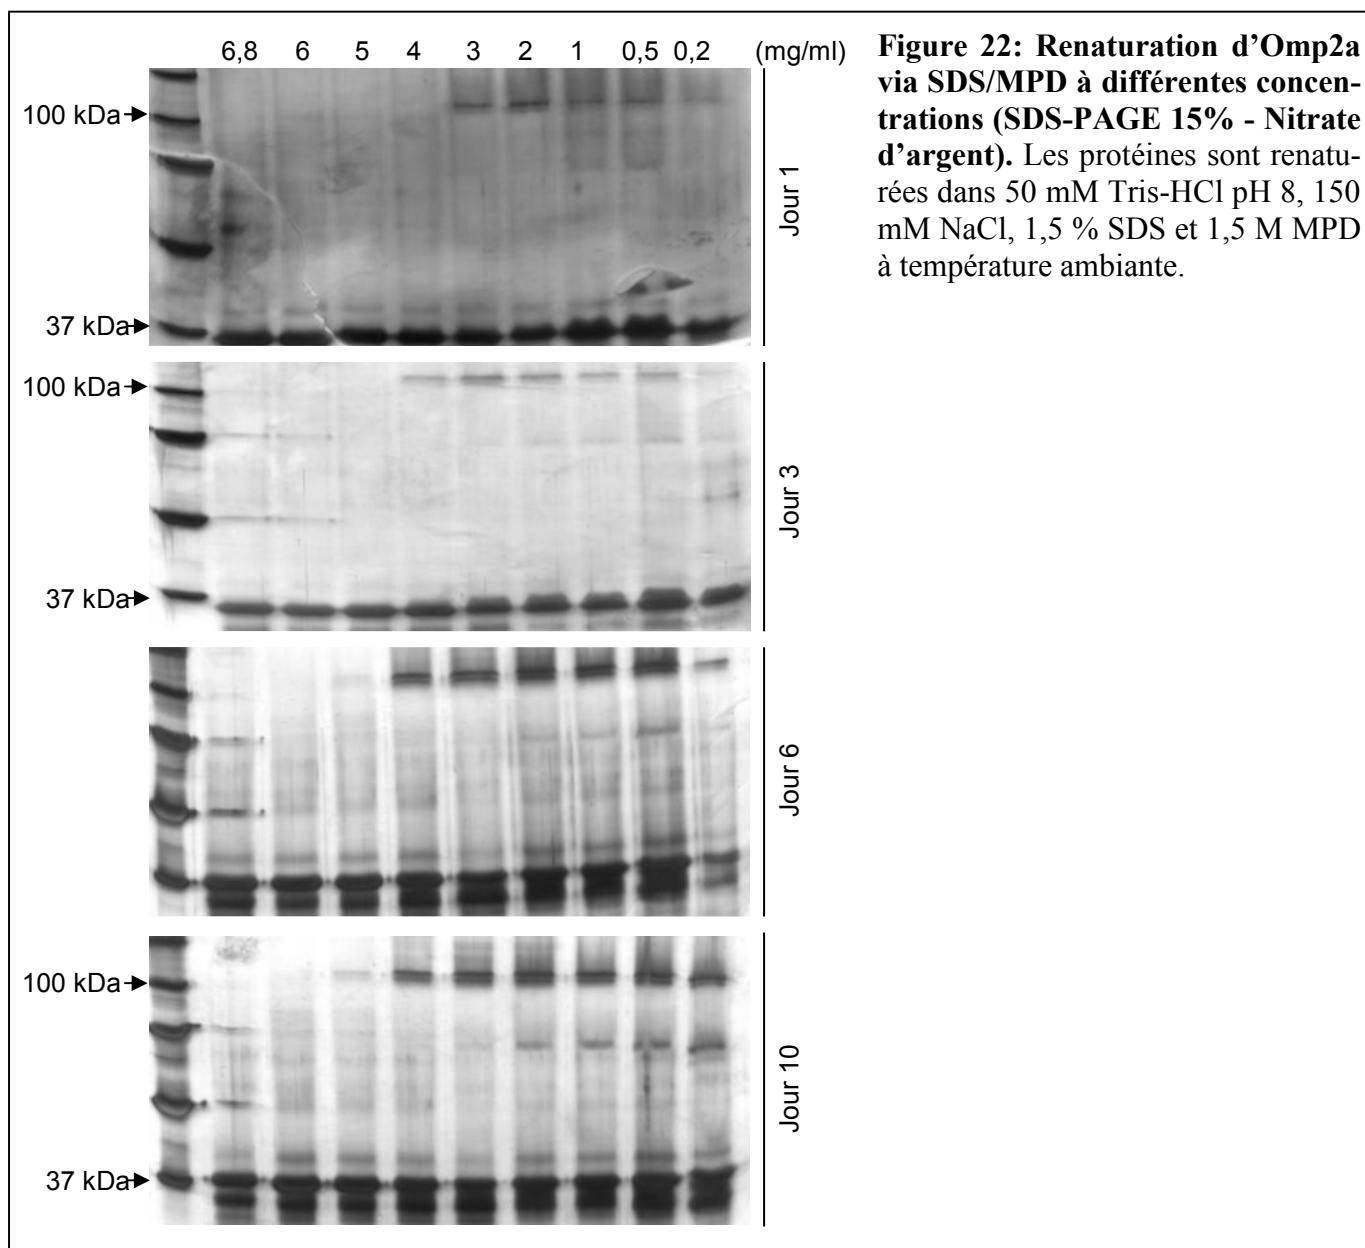 6,8 6 5 4 3 2 1 0,5 0,2 (mg/ml)
100 kDa
37 kDa
Jour 1
100 kDa
37 kDa
Jour 3
Jour 6
100 kDa
37 kDa
Jour 10
Figure 22: Renaturation d’Omp2a
via SDS/MPD à différentes concen-
trations (SDS-PAGE 15% - Nitrate
d’argent). Les protéines sont renatu-
rées dans 50 mM Tris-HCl pH 8, 150
mM NaCl, 1,5 % SDS et 1,5 M MPD
à température ambiante.